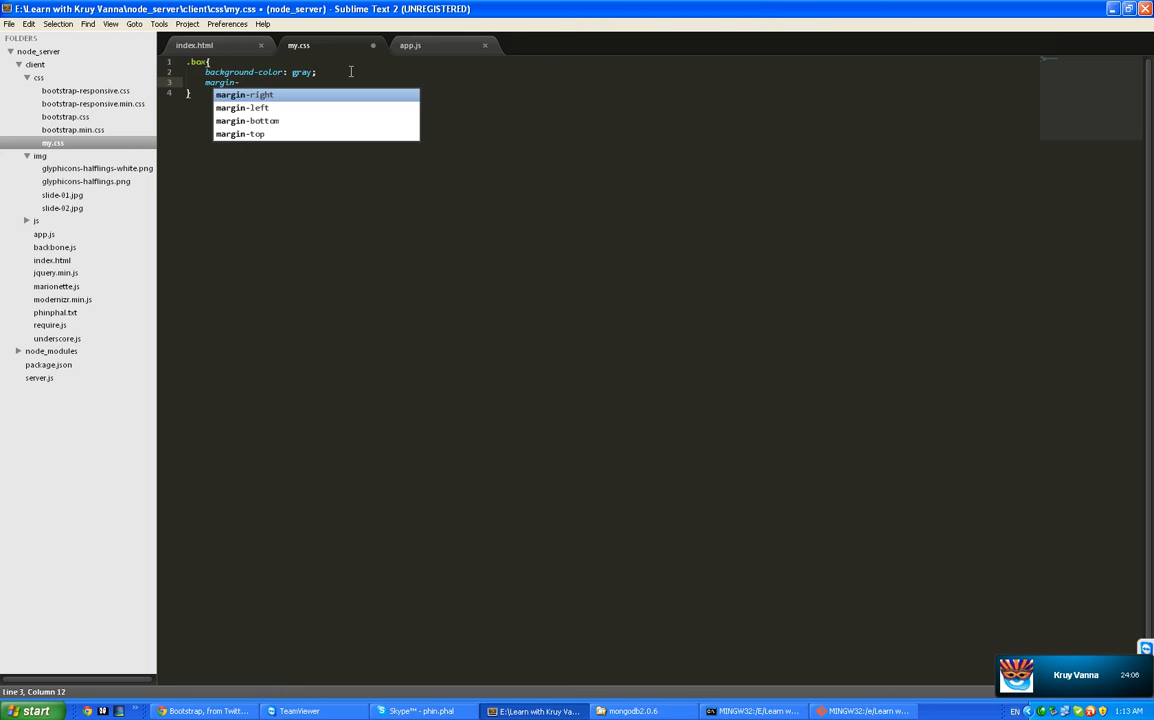 E:\Learn with Kruy Vanna\node_server\client\css\my.css • (node_server) - Sublime Text 2 (UNREGISTERED)
File Edit Selection Find View Goto Tools Project Preferences Help
FOLDERS
node_server
client
css
bootstrap-responsive.css
bootstrap-responsive.min.css
bootstrap.css
bootstrap.min.css
my.css
img
glyphicons-halflings-white.png
glyphicons-halflings.png
slide-01.jpg
slide-02.jpg
js
app.js
backbone.js
index.html
jquery.min.js
marionette.js
modernizr.min.js
phinphal.txt
require.js
underscore.js
node_modules
package.json
server.js
index.html my.css app.js
1 .box{
2 background-color: gray;
3 margin-
4 }
margin-right
margin-left
margin-bottom
margin-top
Line 3, Column 12
Kruy Vanna 24:06
start Bootstrap, from Twitt... TeamViewer Skype™ - phin.phal E:\Learn with Kruy Va... mongodb2.0.6 MINGW32:/E/Learn w... MINGW32:/e/Learn w... EN 1:13 AM